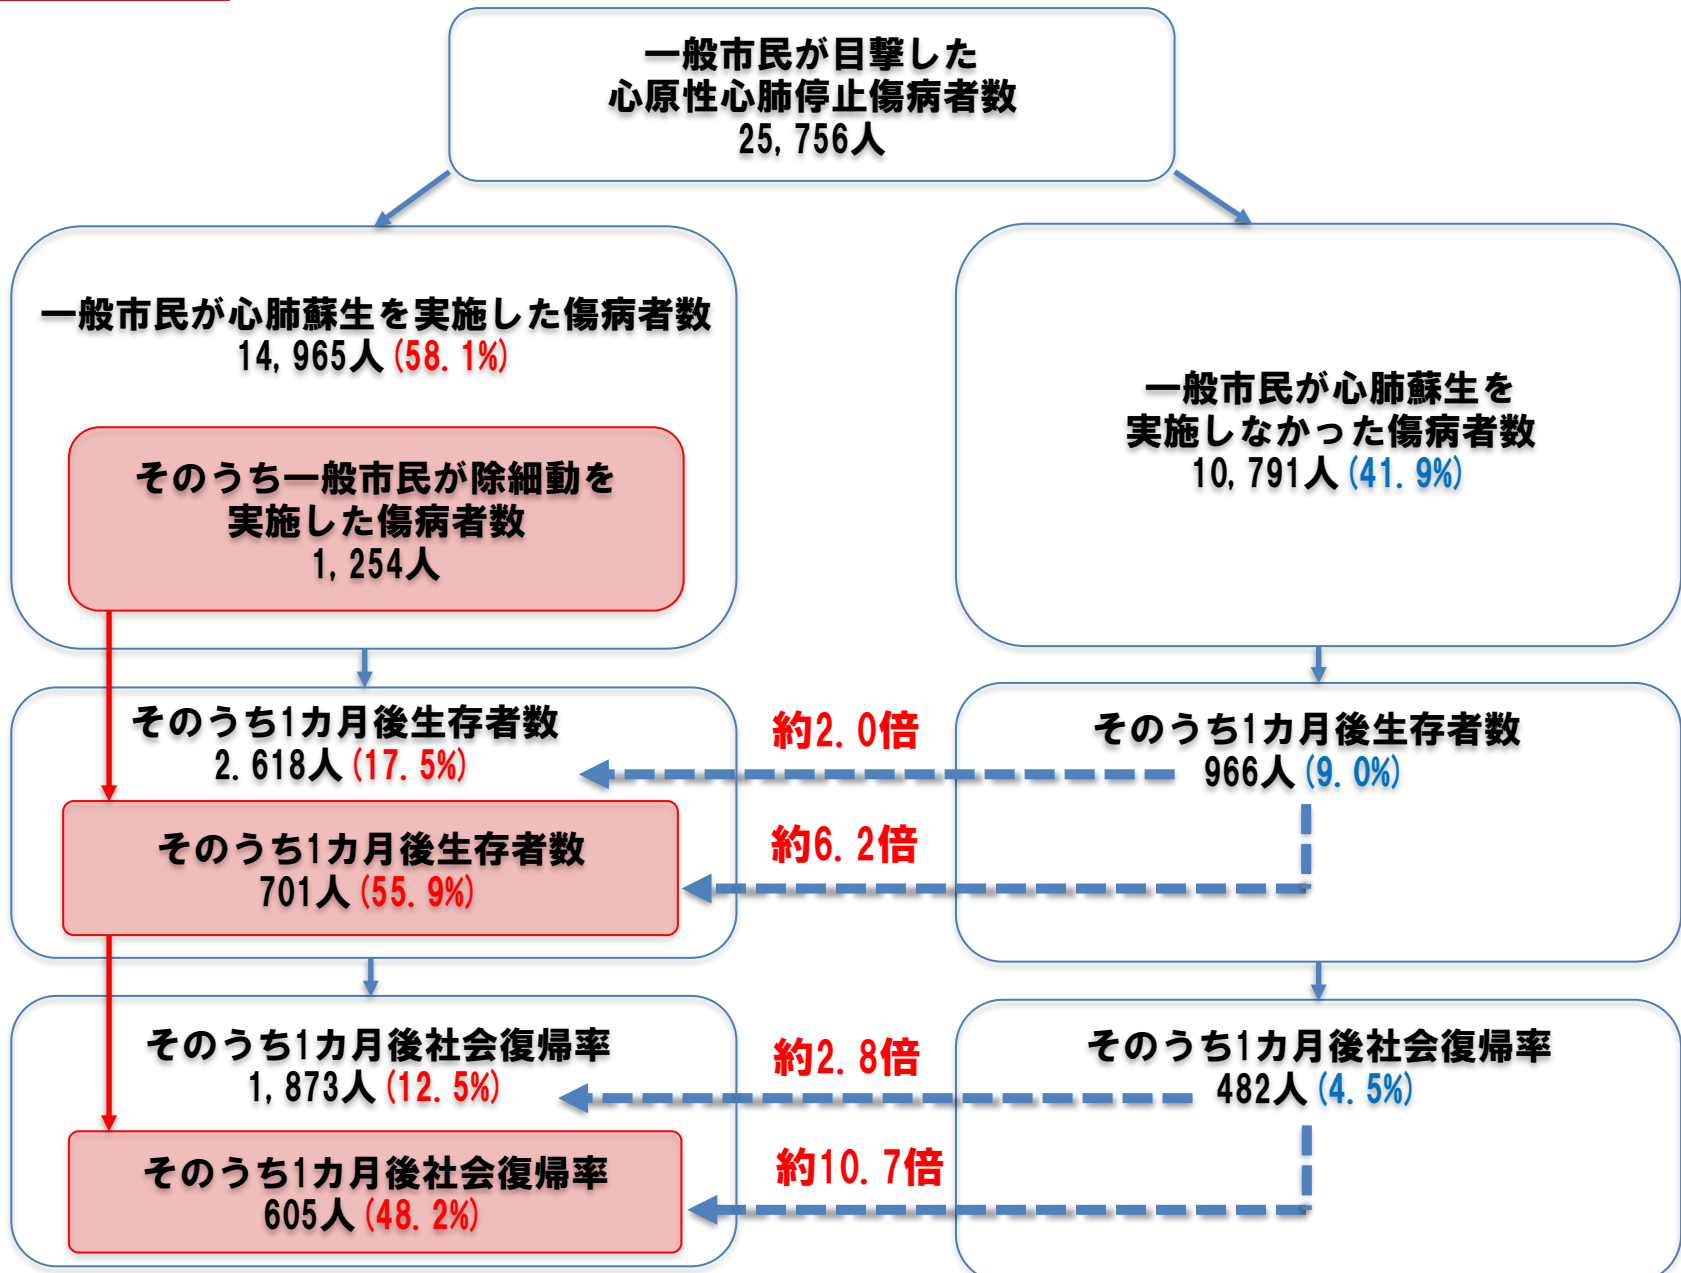 一般市民が目撃した
心原性心肺停止傷病者数
25,756人
一般市民が心肺蘇生を実施した傷病者数
14,965人(58.1%)
そのうち一般市民が除細動を
実施した傷病者数
1,254人
一般市民が心肺蘇生を
実施しなかった傷病者数
10,791人(41.9%)
そのうち1カ月後生存者数
2.618人(17.5%)
約2.0倍
そのうち1カ月後生存者数
966人(9.0%)
そのうち1カ月後生存者数
701人(55.9%)
約6.2倍
そのうち1カ月後社会復帰率
1,873人(12.5%)
約2.8倍
そのうち1カ月後社会復帰率
482人(4.5%)
そのうち1カ月後社会復帰率
605人(48.2%)
約10.7倍